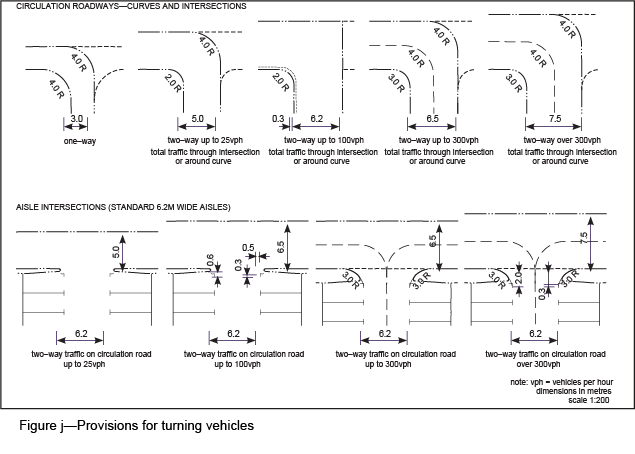 CIRCULATION ROADWAYS—CURVES AND INTERSECTIONS
4.0 R
4.0 R
3.0
one–way
4.0 R
2.0 R
5.0
two–way up to 25vph
total traffic through intersection
or around curve
2.0 R
0.3
6.2
two–way up to 100vph
total traffic through intersection
or around curve
4.0 R
4.0 R
3.0 R
6.5
two–way up to 300vph
total traffic through intersection
or around curve
4.0 R
4.0 R
3.0 R
7.5
two–way over 300vph
total traffic through intersection
or around curve
AISLE INTERSECTIONS (STANDARD 6.2M WIDE AISLES)
5.0
6.2
two–way traffic on circulation road
up to 25vph
0.6
0.3
0.5
6.5
6.2
two–way traffic on circulation road
up to 100vph
3.0 R
3.0 R
6.5
6.2
two–way traffic on circulation road
up to 300vph
3.0 R
2.0
0.3
3.0 R
7.5
6.2
two–way traffic on circulation road
over 300vph
note: vph = vehicles per hour
dimensions in metres
scale 1:200
Figure j—Provisions for turning vehicles